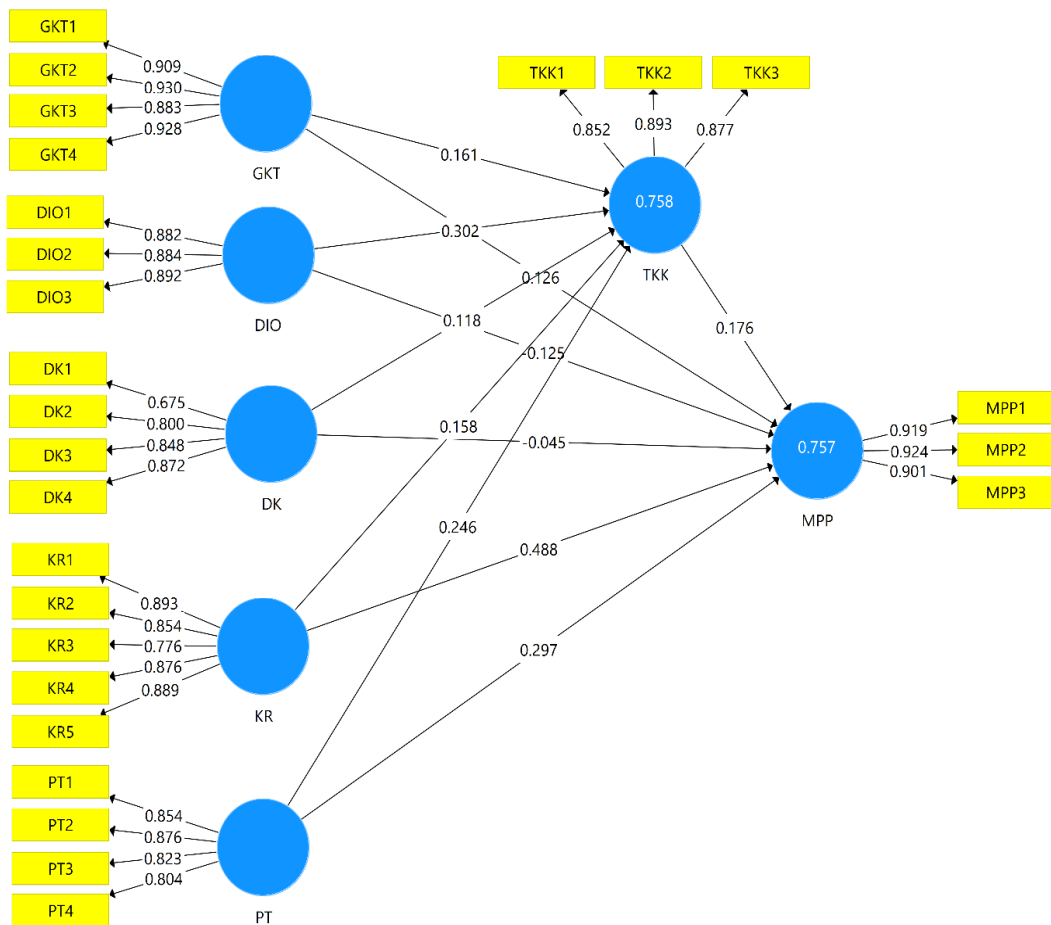 GKT1
GKT2
GKT3
GKT4
0.909
0.930
0.883
0.928
GKT
DIO1
DIO2
DIO3
0.882
0.884
0.892
DIO
DK1
DK2
DK3
DK4
0.675
0.800
0.848
0.872
DK
KR1
KR2
KR3
KR4
KR5
0.893
0.854
0.776
0.876
0.889
KR
PT1
PT2
PT3
PT4
0.854
0.876
0.823
0.804
PT
0.161
0.302
0.126
0.118
-0.125
0.158
-0.045
0.246
0.488
0.297
TKK1
TKK2
TKK3
0.852
0.893
0.877
0.758
TKK
0.176
0.757
MPP
0.919
0.924
0.901
MPP1
MPP2
MPP3